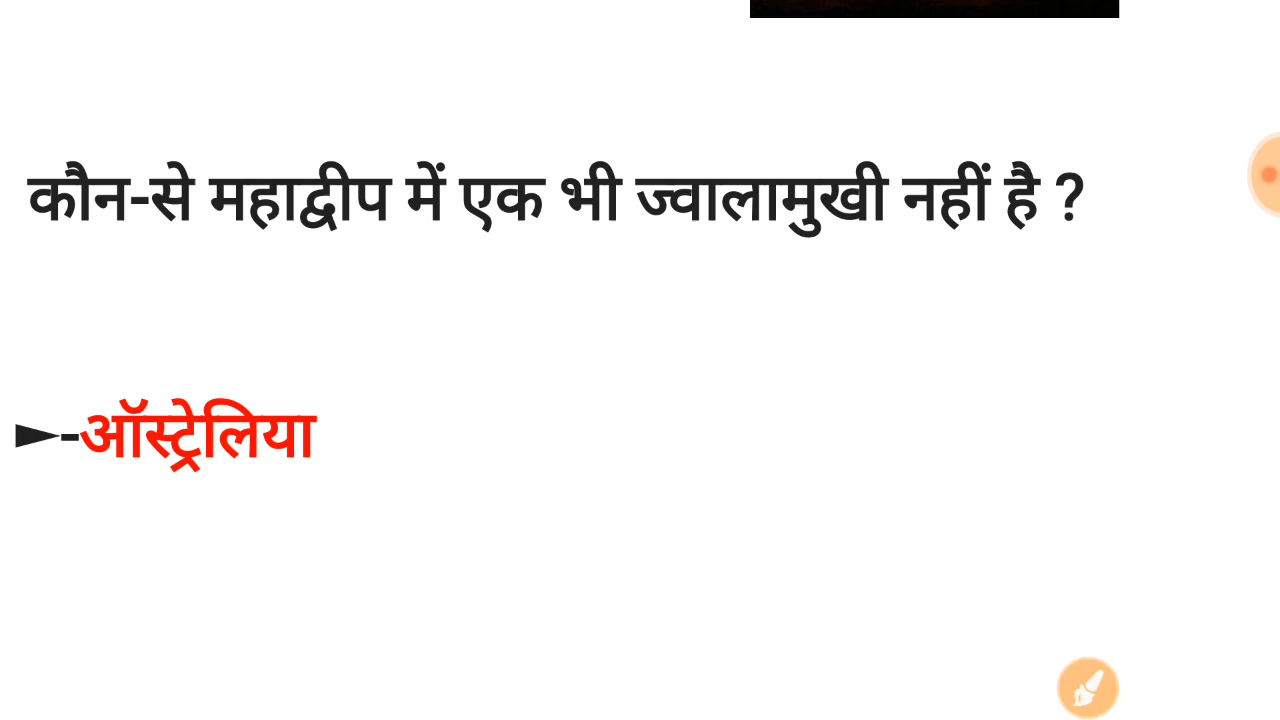 कौन-से महाद्वीप में एक भी ज्वालामुखी नहीं है ?
►-ऑस्ट्रेलिया